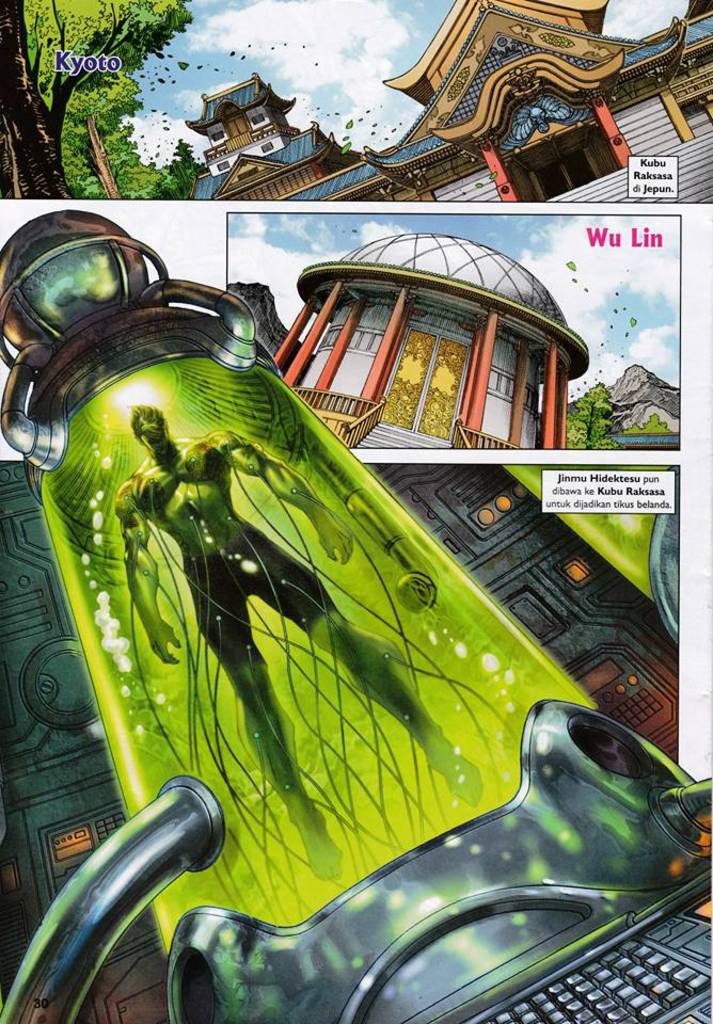 Kyoto
Kubu
Raksasa
di Jepun.
Wu Lin
Jinmu Hidektesu pun
dibawa ke Kubu Raksasa
untuk dijadikan tikus belanda.
30